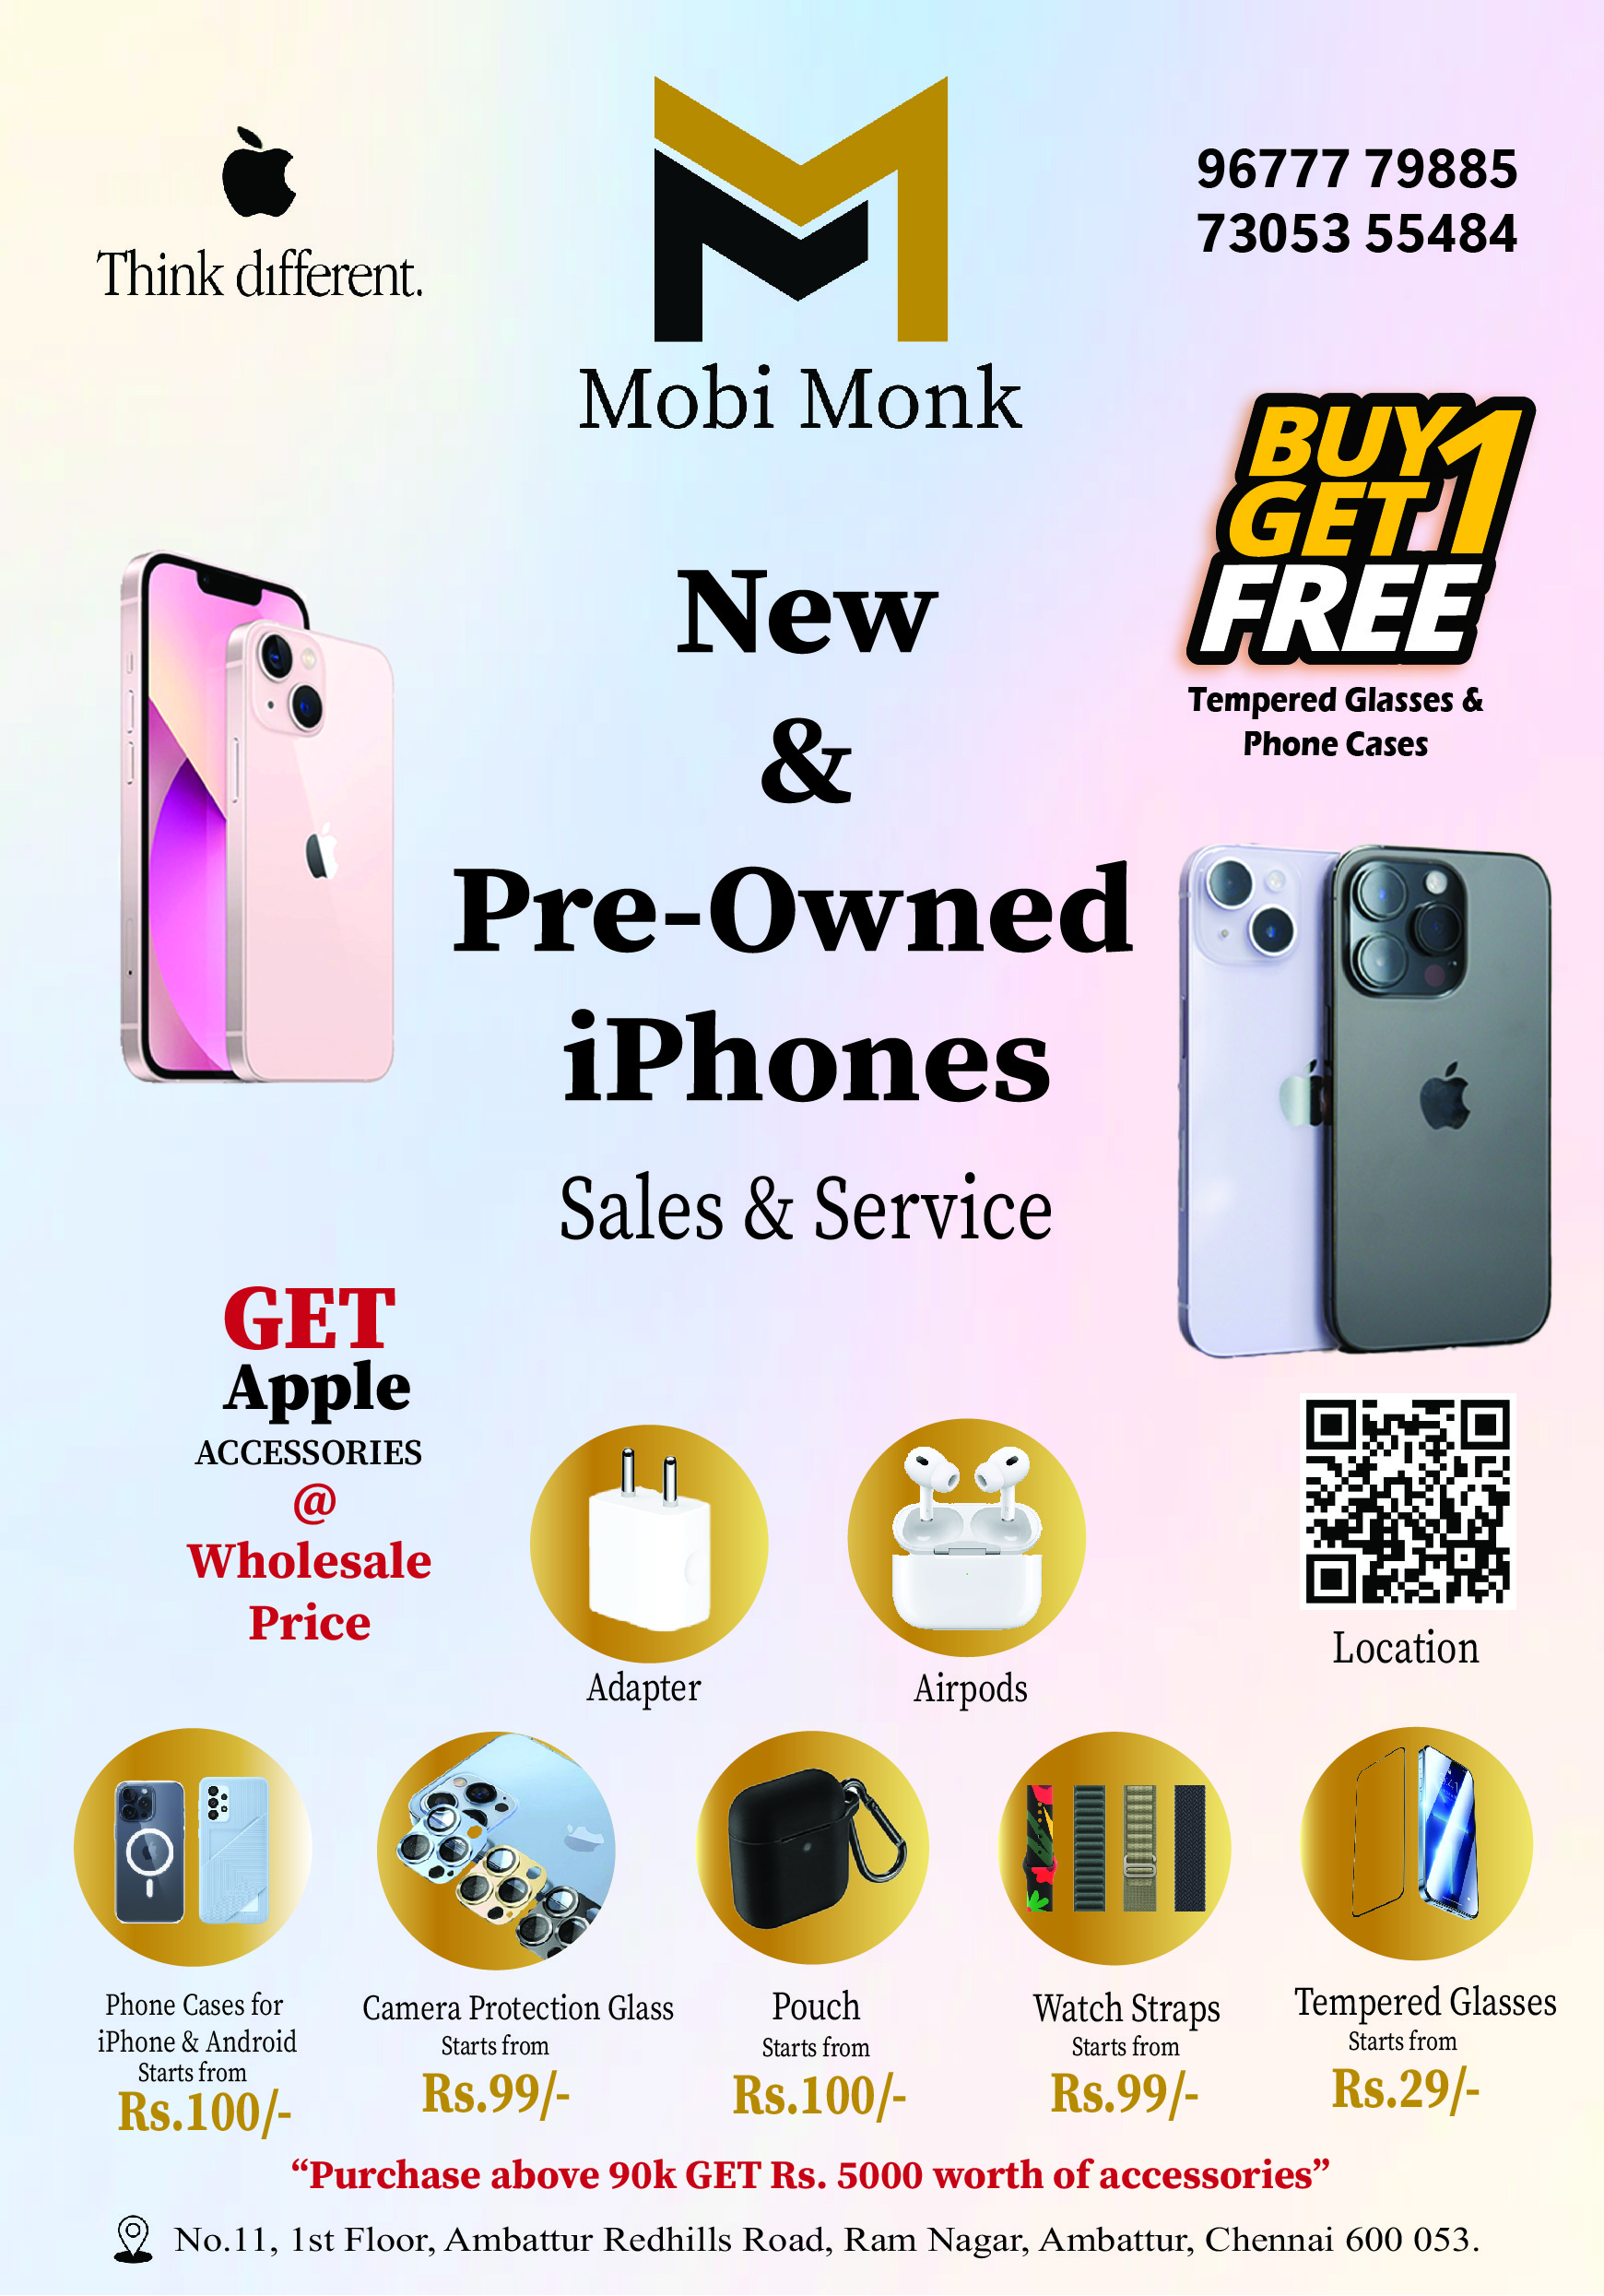 Think different.
Mobi Monk
96777 79885
73053 55484
BUY 1
GET 1
FREE
Tempered Glasses &
Phone Cases
New
&
Pre-Owned
iPhones
Sales & Service
GET
Apple
ACCESSORIES
@
Wholesale
Price
Adapter
Airpods
Location
Phone Cases for
iPhone & Android
Starts from
Rs.100/-
Camera Protection Glass
Starts from
Rs.99/-
Pouch
Starts from
Rs.100/-
Watch Straps
Starts from
Rs.99/-
Tempered Glasses
Starts from
Rs.29/-
“Purchase above 90k GET Rs. 5000 worth of accessories”
No.11, 1st Floor, Ambattur Redhills Road, Ram Nagar, Ambattur, Chennai 600 053.